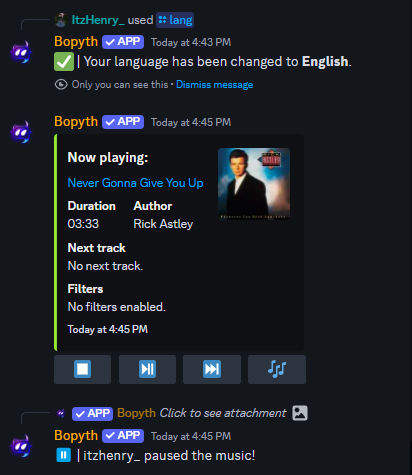 ItzHenry_ used lang
Bopyth ✓ APP Today at 4:43 PM
✅ | Your language has been changed to English.
Only you can see this • Dismiss message
Bopyth ✓ APP Today at 4:45 PM
Now playing:
Never Gonna Give You Up
Duration Author
03:33 Rick Astley
Next track
No next track.
Filters
No filters enabled.
Today at 4:45 PM
✓ APP Bopyth Click to see attachment
Bopyth ✓ APP Today at 4:45 PM
⏸ | itzhenry_ paused the music!